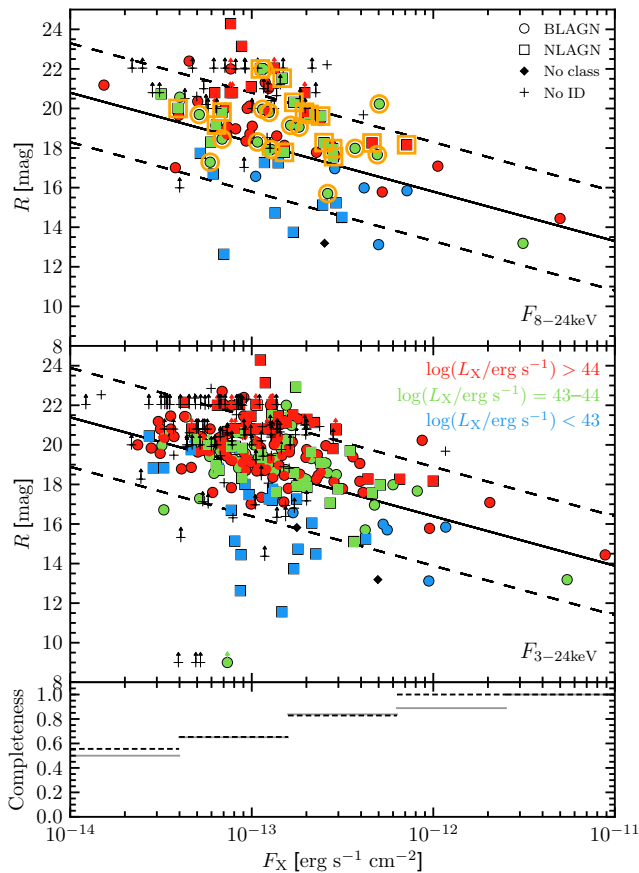 24
22
20
18
16
14
12
10
8
R [mag]
BLAGN
NLAGN
No class
No ID
F8−24keV
24
22
20
18
16
14
12
10
8
R [mag]
log(LX/erg s−1) > 44
log(LX/erg s−1) = 43–44
log(LX/erg s−1) < 43
F3−24keV
1.0
0.8
0.6
0.4
0.2
0.0
Completeness
10−14
10−13
10−12
10−11
FX [erg s−1 cm−2]